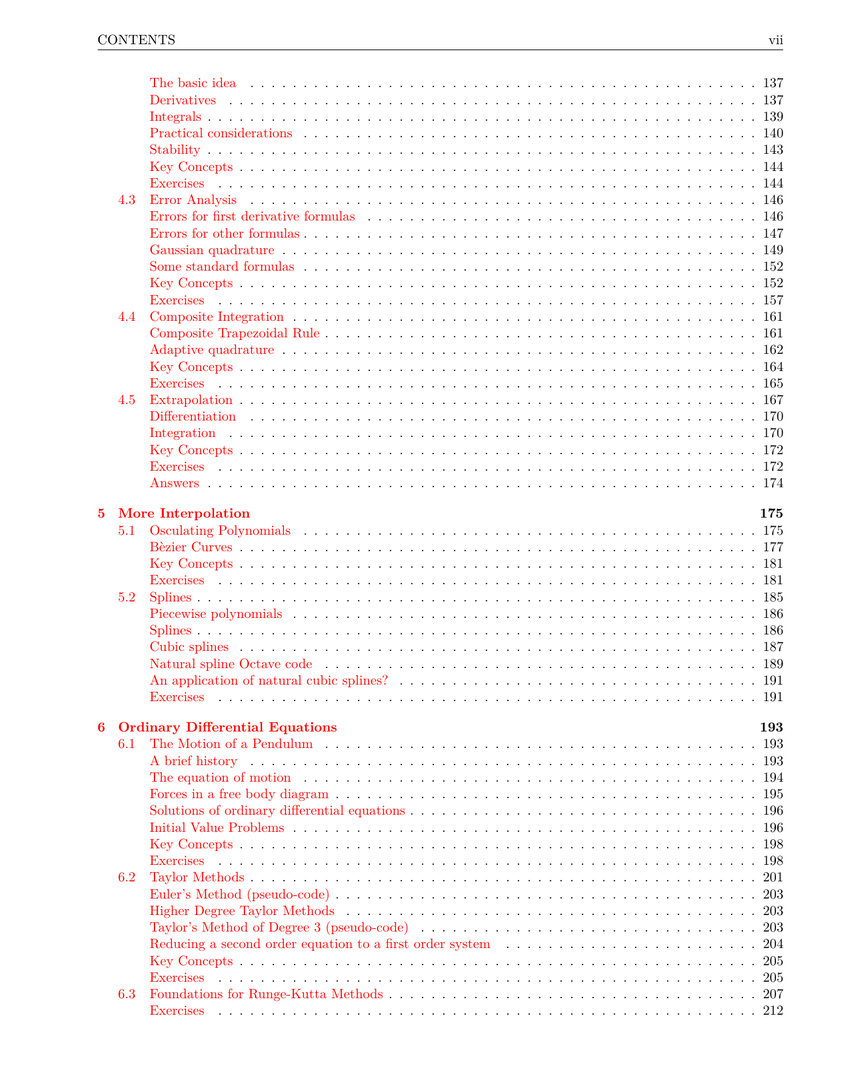 CONTENTS vii
The basic idea . . . 137
Derivatives . . . 137
Integrals . . . 139
Practical considerations . . . 140
Stability . . . 143
Key Concepts . . . 144
Exercises . . . 144
4.3 Error Analysis . . . 146
Errors for first derivative formulas . . . 146
Errors for other formulas . . . 147
Gaussian quadrature . . . 149
Some standard formulas . . . 152
Key Concepts . . . 152
Exercises . . . 157
4.4 Composite Integration . . . 161
Composite Trapezoidal Rule . . . 161
Adaptive quadrature . . . 162
Key Concepts . . . 164
Exercises . . . 165
4.5 Extrapolation . . . 167
Differentiation . . . 170
Integration . . . 170
Key Concepts . . . 172
Exercises . . . 172
Answers . . . 174
5 More Interpolation 175
5.1 Osculating Polynomials . . . 175
Bèzier Curves . . . 177
Key Concepts . . . 181
Exercises . . . 181
5.2 Splines . . . 185
Piecewise polynomials . . . 186
Splines . . . 186
Cubic splines . . . 187
Natural spline Octave code . . . 189
An application of natural cubic splines? . . . 191
Exercises . . . 191
6 Ordinary Differential Equations 193
6.1 The Motion of a Pendulum . . . 193
A brief history . . . 193
The equation of motion . . . 194
Forces in a free body diagram . . . 195
Solutions of ordinary differential equations . . . 196
Initial Value Problems . . . 196
Key Concepts . . . 198
Exercises . . . 198
6.2 Taylor Methods . . . 201
Euler's Method (pseudo-code) . . . 203
Higher Degree Taylor Methods . . . 203
Taylor's Method of Degree 3 (pseudo-code) . . . 203
Reducing a second order equation to a first order system . . . 204
Key Concepts . . . 205
Exercises . . . 205
6.3 Foundations for Runge-Kutta Methods . . . 207
Exercises . . . 212